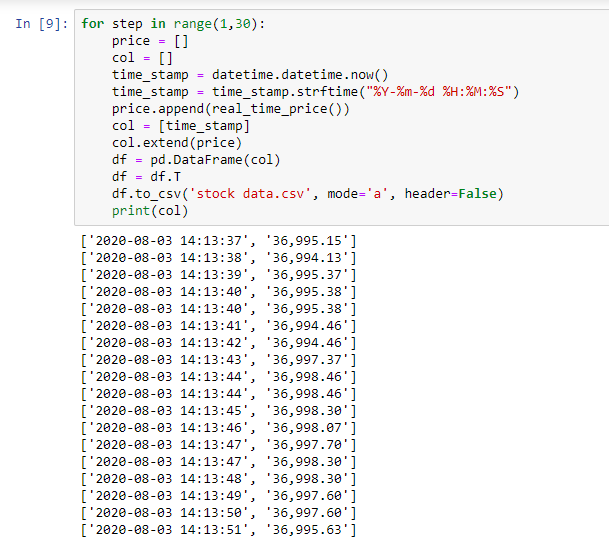 In [9]: for step in range(1,30):
    price = []
    col = []
    time_stamp = datetime.datetime.now()
    time_stamp = time_stamp.strftime("%Y-%m-%d %H:%M:%S")
    price.append(real_time_price())
    col = [time_stamp]
    col.extend(price)
    df = pd.DataFrame(col)
    df = df.T
    df.to_csv('stock data.csv', mode='a', header=False)
    print(col)
['2020-08-03 14:13:37', '36,995.15']
['2020-08-03 14:13:38', '36,994.13']
['2020-08-03 14:13:39', '36,995.37']
['2020-08-03 14:13:40', '36,995.38']
['2020-08-03 14:13:40', '36,995.38']
['2020-08-03 14:13:41', '36,994.46']
['2020-08-03 14:13:42', '36,994.46']
['2020-08-03 14:13:43', '36,997.37']
['2020-08-03 14:13:44', '36,998.46']
['2020-08-03 14:13:44', '36,998.46']
['2020-08-03 14:13:45', '36,998.30']
['2020-08-03 14:13:46', '36,998.07']
['2020-08-03 14:13:47', '36,997.70']
['2020-08-03 14:13:47', '36,998.30']
['2020-08-03 14:13:48', '36,998.30']
['2020-08-03 14:13:49', '36,997.60']
['2020-08-03 14:13:50', '36,997.60']
['2020-08-03 14:13:51', '36,995.63']